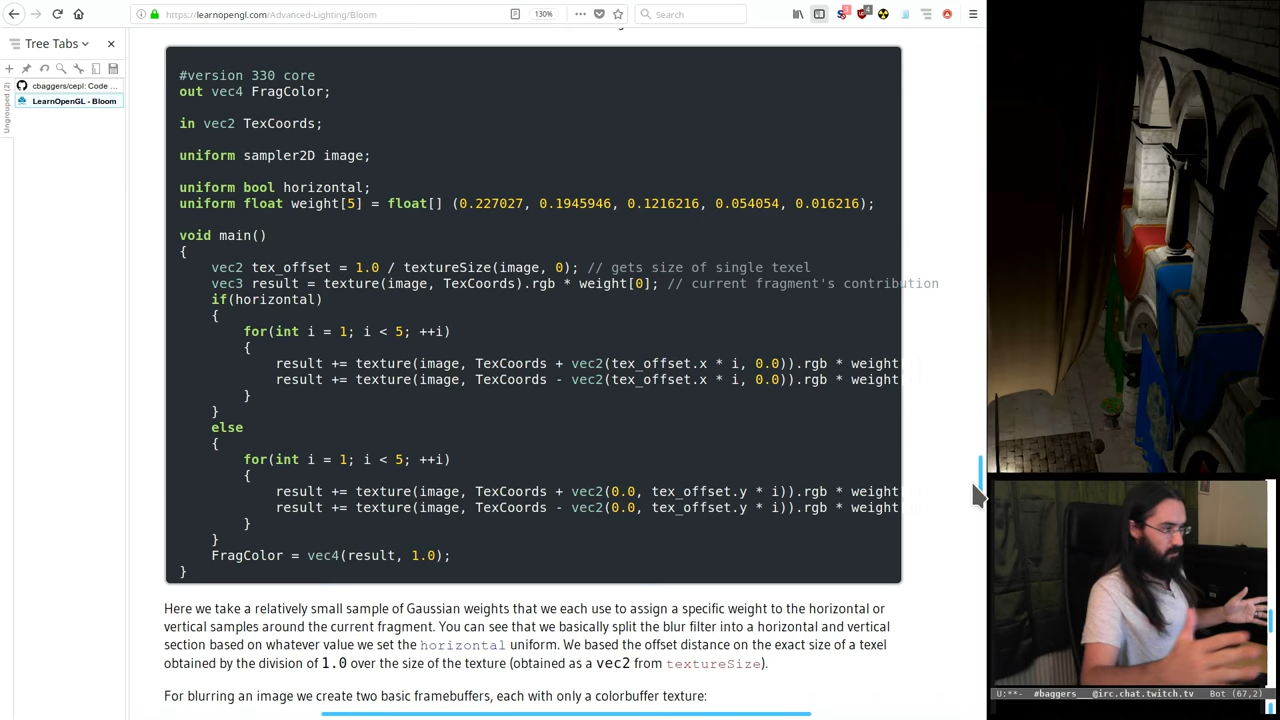 https://learnopengl.com/Advanced-Lighting/Bloom
130%
Search
Tree Tabs
Ungrouped (2)
cbaggers/cepl: Code ...
LearnOpenGL - Bloom
#version 330 core
out vec4 FragColor;
in vec2 TexCoords;
uniform sampler2D image;
uniform bool horizontal;
uniform float weight[5] = float[] (0.227027, 0.1945946, 0.1216216, 0.054054, 0.016216);
void main()
{
vec2 tex_offset = 1.0 / textureSize(image, 0); // gets size of single texel
vec3 result = texture(image, TexCoords).rgb * weight[0]; // current fragment's contribution
if(horizontal)
{
for(int i = 1; i < 5; ++i)
{
result += texture(image, TexCoords + vec2(tex_offset.x * i, 0.0)).rgb * weight
result += texture(image, TexCoords - vec2(tex_offset.x * i, 0.0)).rgb * weight
}
}
else
{
for(int i = 1; i < 5; ++i)
{
result += texture(image, TexCoords + vec2(0.0, tex_offset.y * i)).rgb * weight
result += texture(image, TexCoords - vec2(0.0, tex_offset.y * i)).rgb * weight
}
}
FragColor = vec4(result, 1.0);
}
Here we take a relatively small sample of Gaussian weights that we each use to assign a specific weight to the horizontal or
vertical samples around the current fragment. You can see that we basically split the blur filter into a horizontal and vertical
section based on whatever value we set the horizontal uniform. We based the offset distance on the exact size of a texel
obtained by the division of 1.0 over the size of the texture (obtained as a vec2 from textureSize).
For blurring an image we create two basic framebuffers, each with only a colorbuffer texture:
U:**- #baggers___@irc.chat.twitch.tv Bot (67,2)